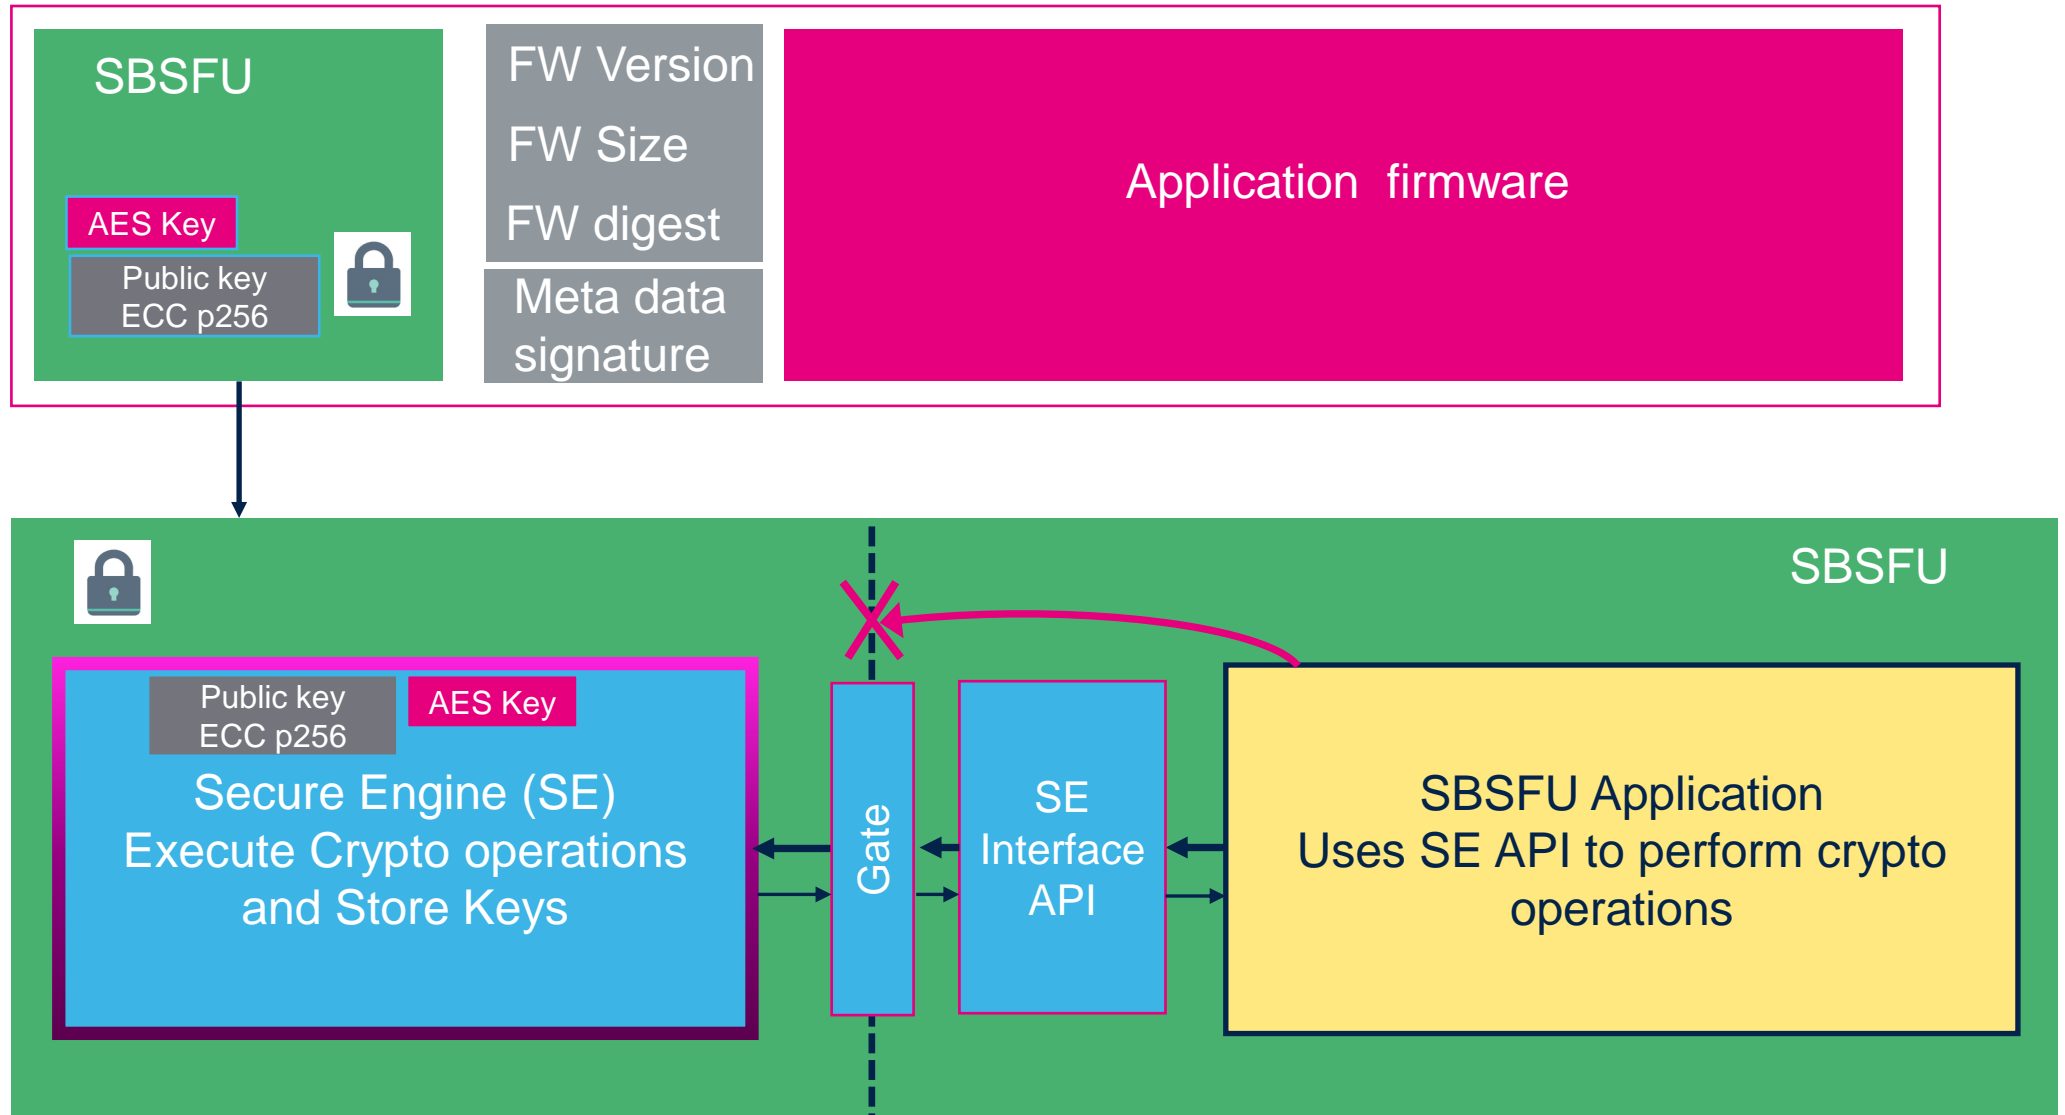 SBSFU
AES Key
Public key
ECC p256
FW Version
FW Size
FW digest
Meta data
signature
Application firmware
SBSFU
Public key
ECC p256
AES Key
Secure Engine (SE)
Execute Crypto operations
and Store Keys
Gate
SE
Interface
API
SBSFU Application
Uses SE API to perform crypto
operations